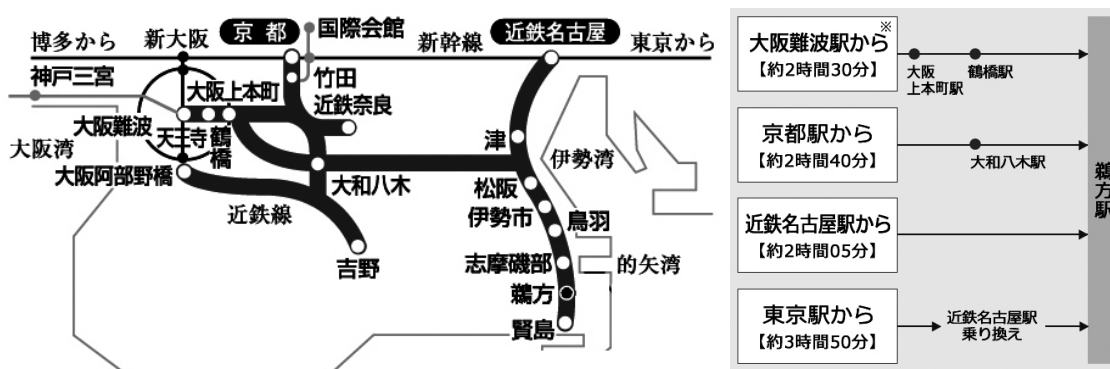 博多から
新大阪
京都
国際会館
新幹線
近鉄名古屋
東京から
神戸三宮
大阪上本町
竹田
近鉄奈良
大阪難波
天王寺
鶴橋
大阪湾
津
伊勢湾
大阪阿部野橋
大和八木
松阪
近鉄線
伊勢市
鳥羽
吉野
志摩磯部
的矢湾
鵜方
賢島
大阪難波駅から※
【約2時間30分】
大阪
上本町駅
鶴橋駅
京都駅から
【約2時間40分】
大和八木駅
近鉄名古屋駅から
【約2時間05分】
東京駅から
【約3時間50分】
近鉄名古屋駅
乗り換え
鵜方駅